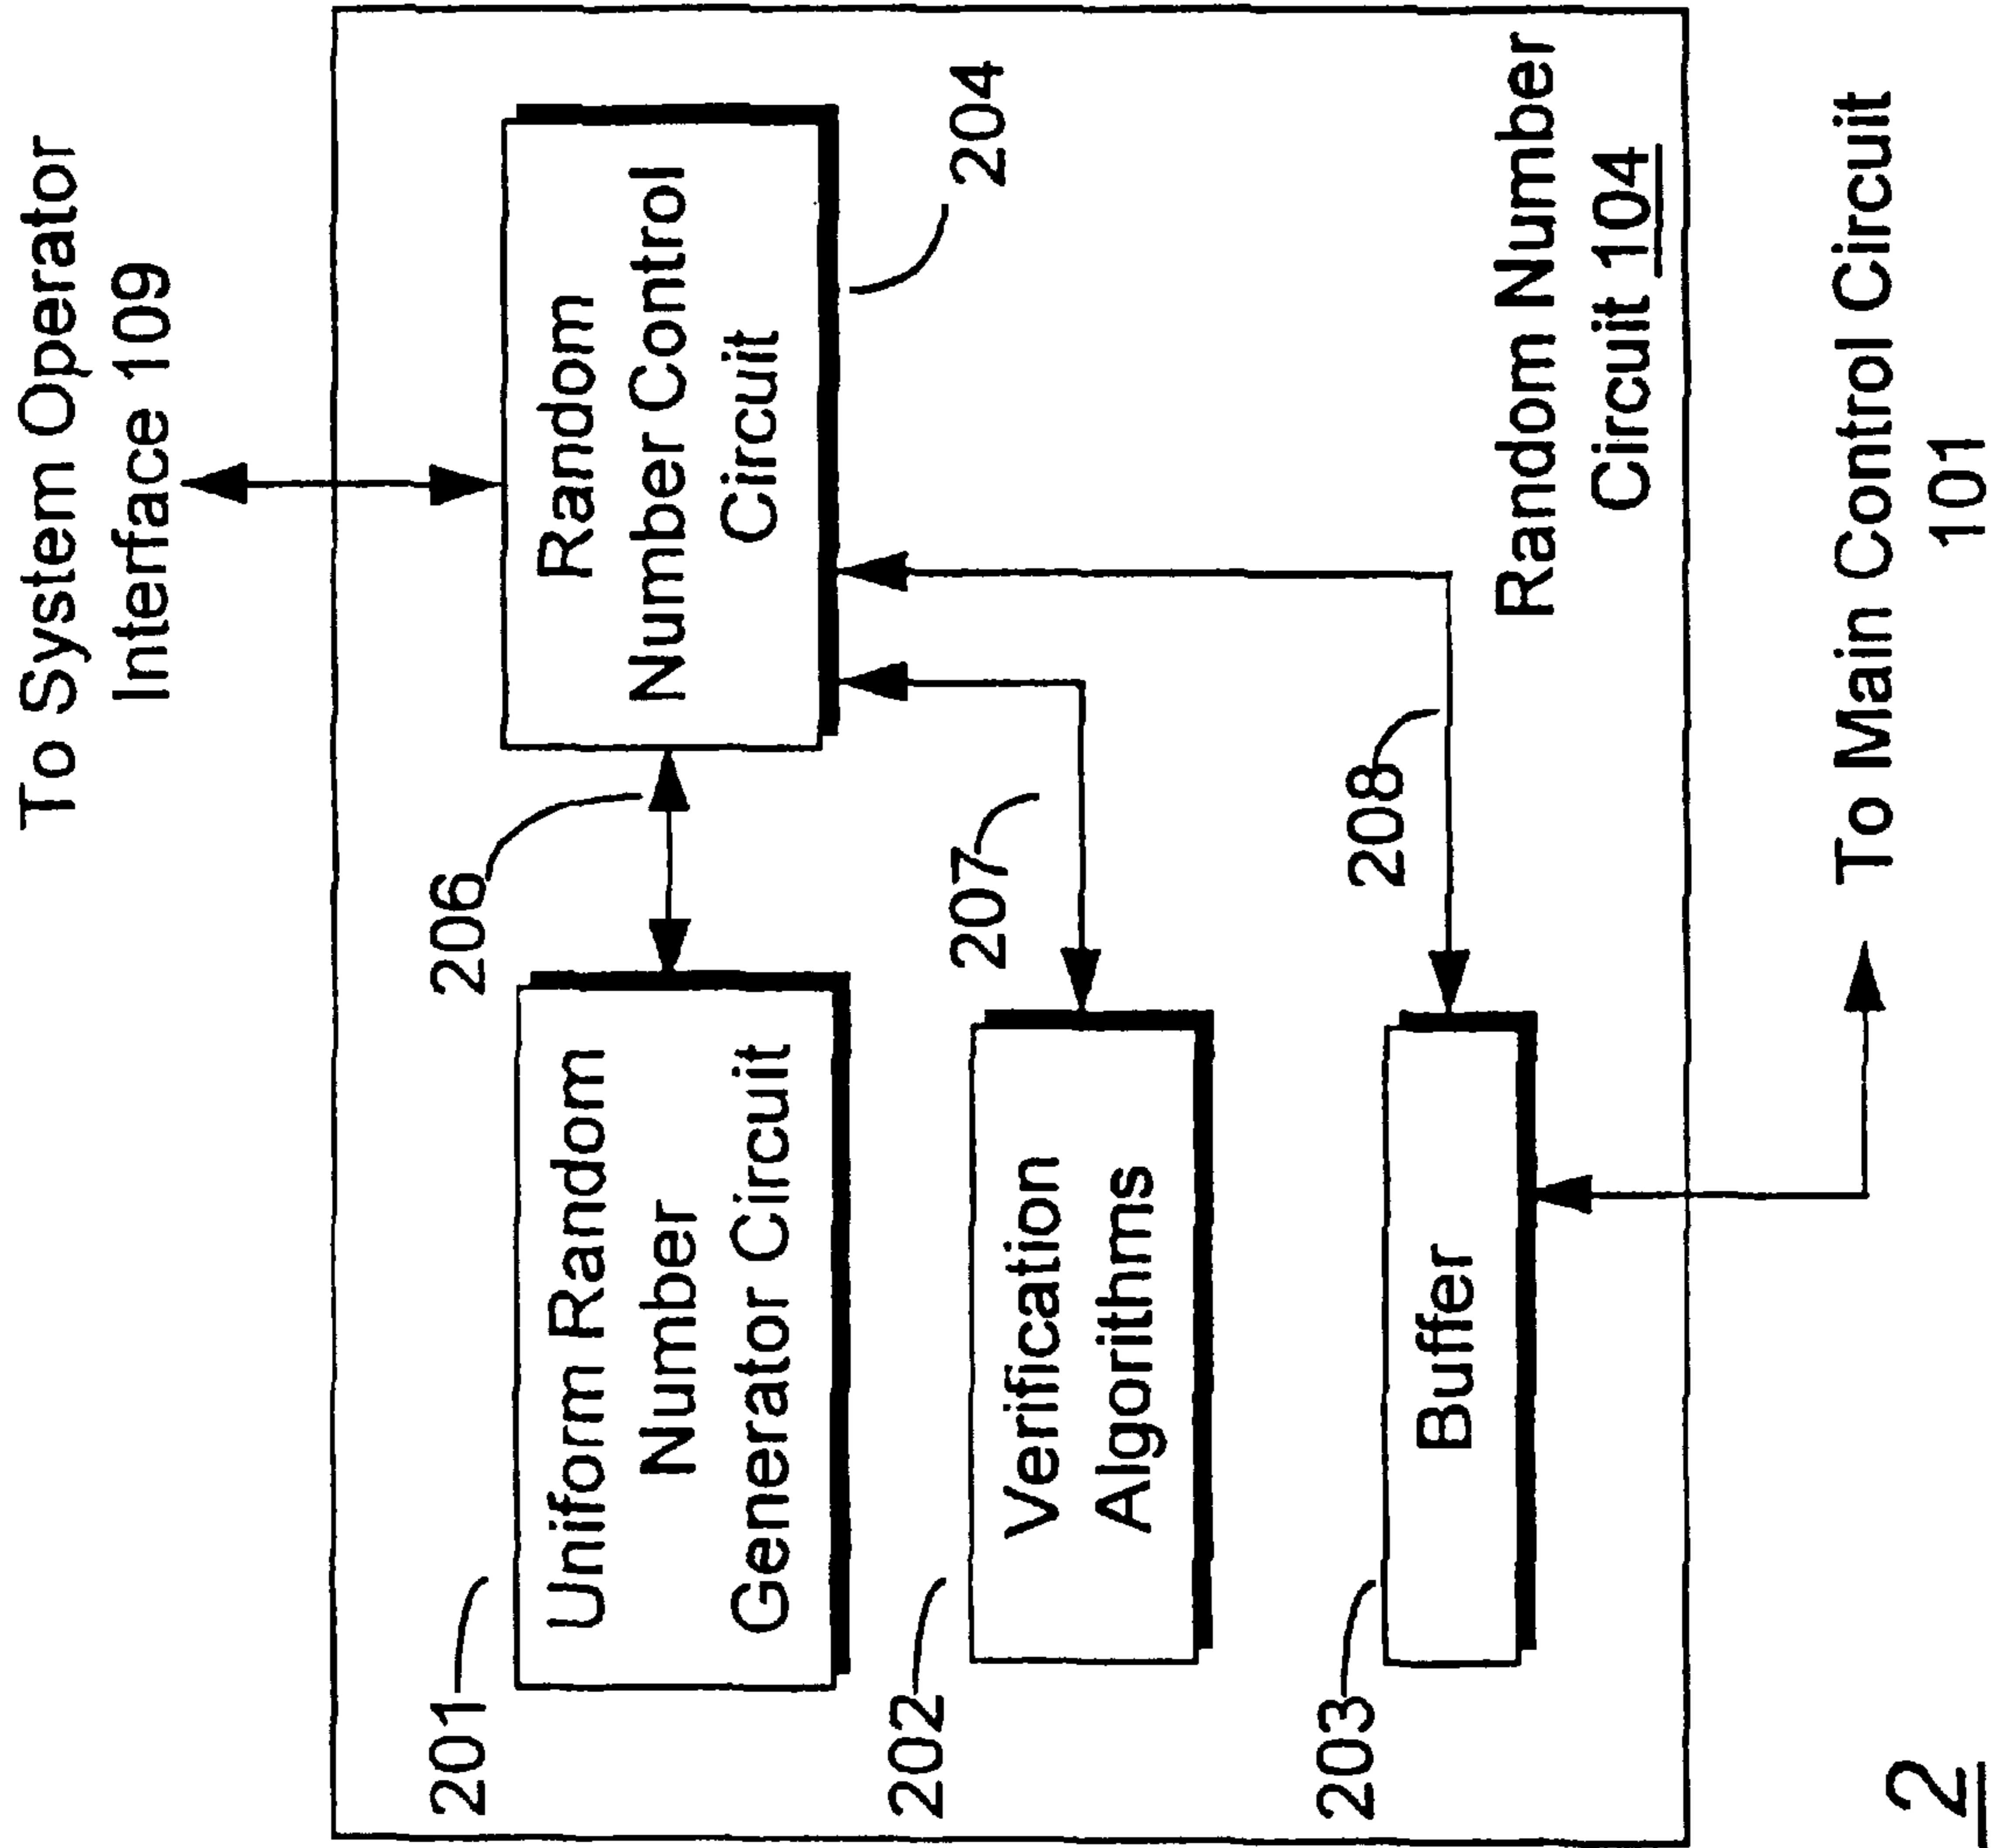 To System Operator
Interface 109
201
Uniform Random
Number
Generator Circuit
206
Random
Number Control
Circuit
204
202
Verification
Algorithms
207
203
Buffer
208
Random Number
Circuit 104
To Main Control Circuit
101
2